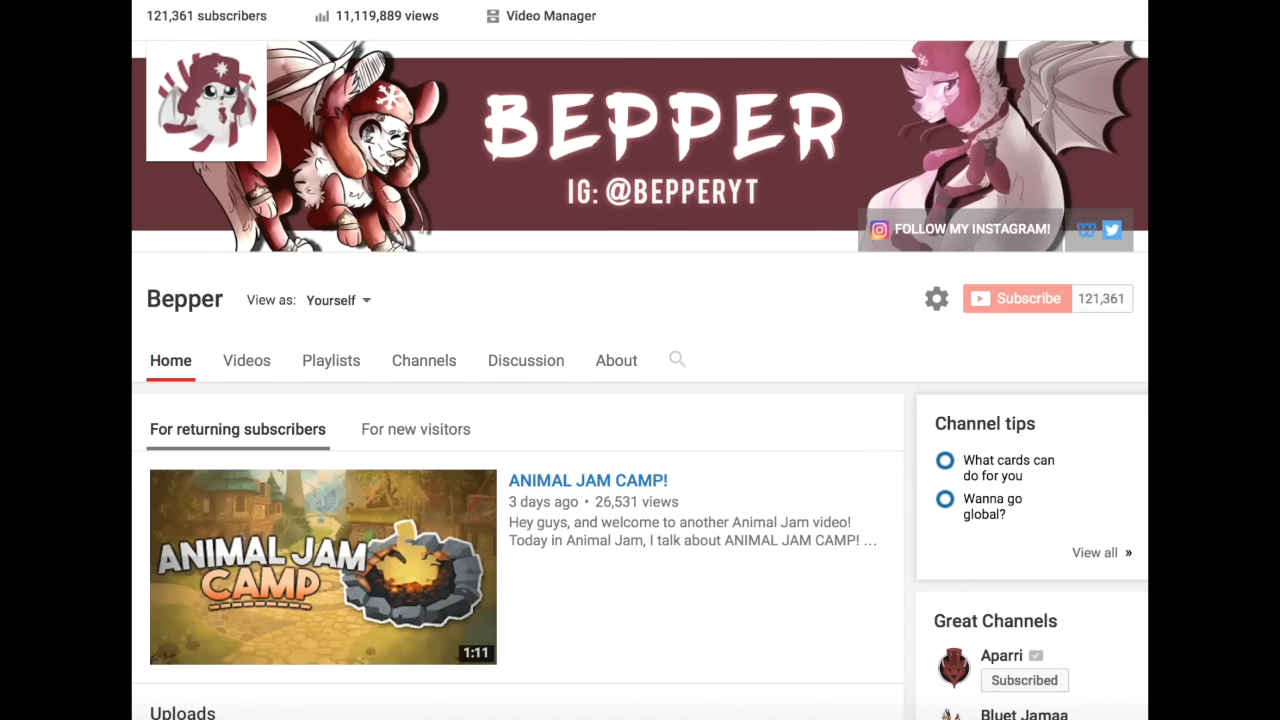 121,361 subscribers
11,119,889 views
Video Manager
BEPPER
IG: @BEPPERYT
FOLLOW MY INSTAGRAM!
Bepper
View as: Yourself
Subscribe 121,361
Home Videos Playlists Channels Discussion About
For returning subscribers
For new visitors
ANIMAL JAM
CAMP
1:11
ANIMAL JAM CAMP!
3 days ago • 26,531 views
Hey guys, and welcome to another Animal Jam video!
Today in Animal Jam, I talk about ANIMAL JAM CAMP! ...
Channel tips
What cards can
do for you
Wanna go
global?
View all »
Great Channels
Aparri
Subscribed
Bluet Jamaa
Uploads